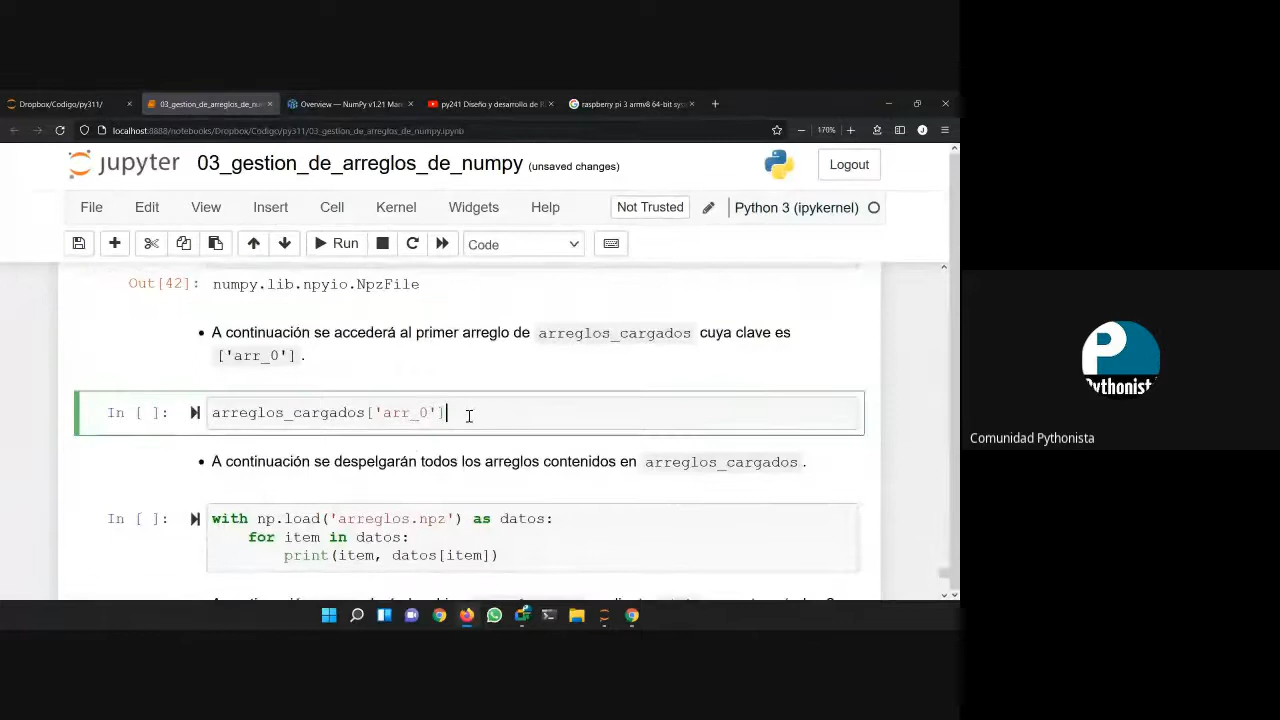 Dropbox/Codigo/py311/
03_gestion_de_arreglos_de_nu
Overview — NumPy v1.21 Man
py241 Diseño y desarrollo de
raspberry pi 3 armv8 64-bit
localhost:8888/notebooks/Dropbox/Codigo/py311/03_gestion_de_arreglos_de_numpy.ipynb
170%
jupyter 03_gestion_de_arreglos_de_numpy (unsaved changes)
Logout
File Edit View Insert Cell Kernel Widgets Help Not Trusted Python 3 (ipykernel)
Run Code
Out[42]: numpy.lib.npyio.NpzFile
• A continuación se accederá al primer arreglo de arreglos_cargados cuya clave es
['arr_0'].
In [ ]: arreglos_cargados['arr_0']
• A continuación se despelgarán todos los arreglos contenidos en arreglos_cargados.
In [ ]: with np.load('arreglos.npz') as datos:
for item in datos:
print(item, datos[item])
P
ythonist
Comunidad Pythonista